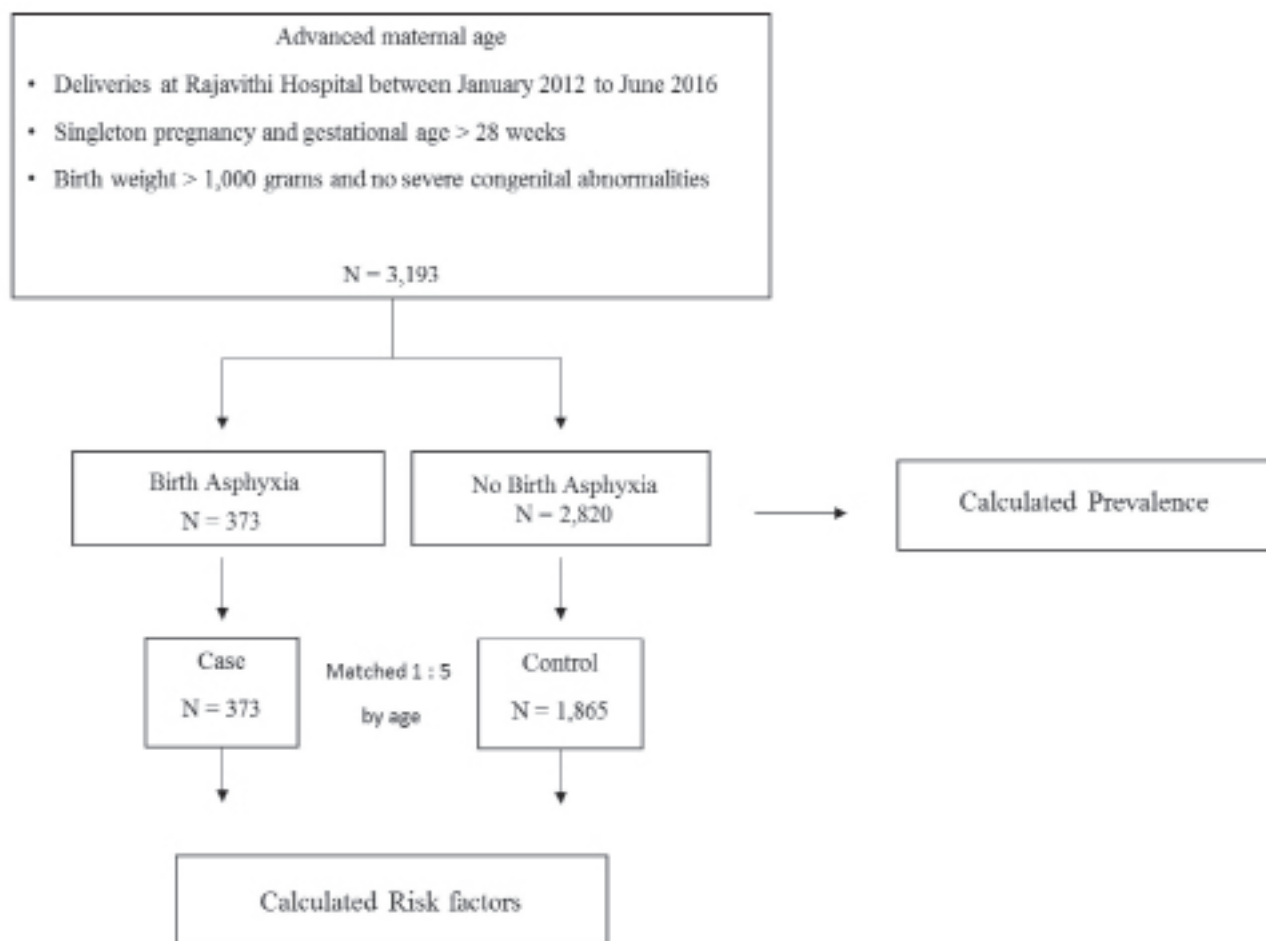 Advanced maternal age
• Deliveries at Rajavithi Hospital between January 2012 to June 2016
• Singleton pregnancy and gestational age > 28 weeks
• Birth weight > 1,000 grams and no severe congenital abnormalities
N = 3,193
Birth Asphyxia
N = 373
No Birth Asphyxia
N = 2,820
Calculated Prevalence
Case
N = 373
Matched 1 : 5
by age
Control
N = 1,865
Calculated Risk factors